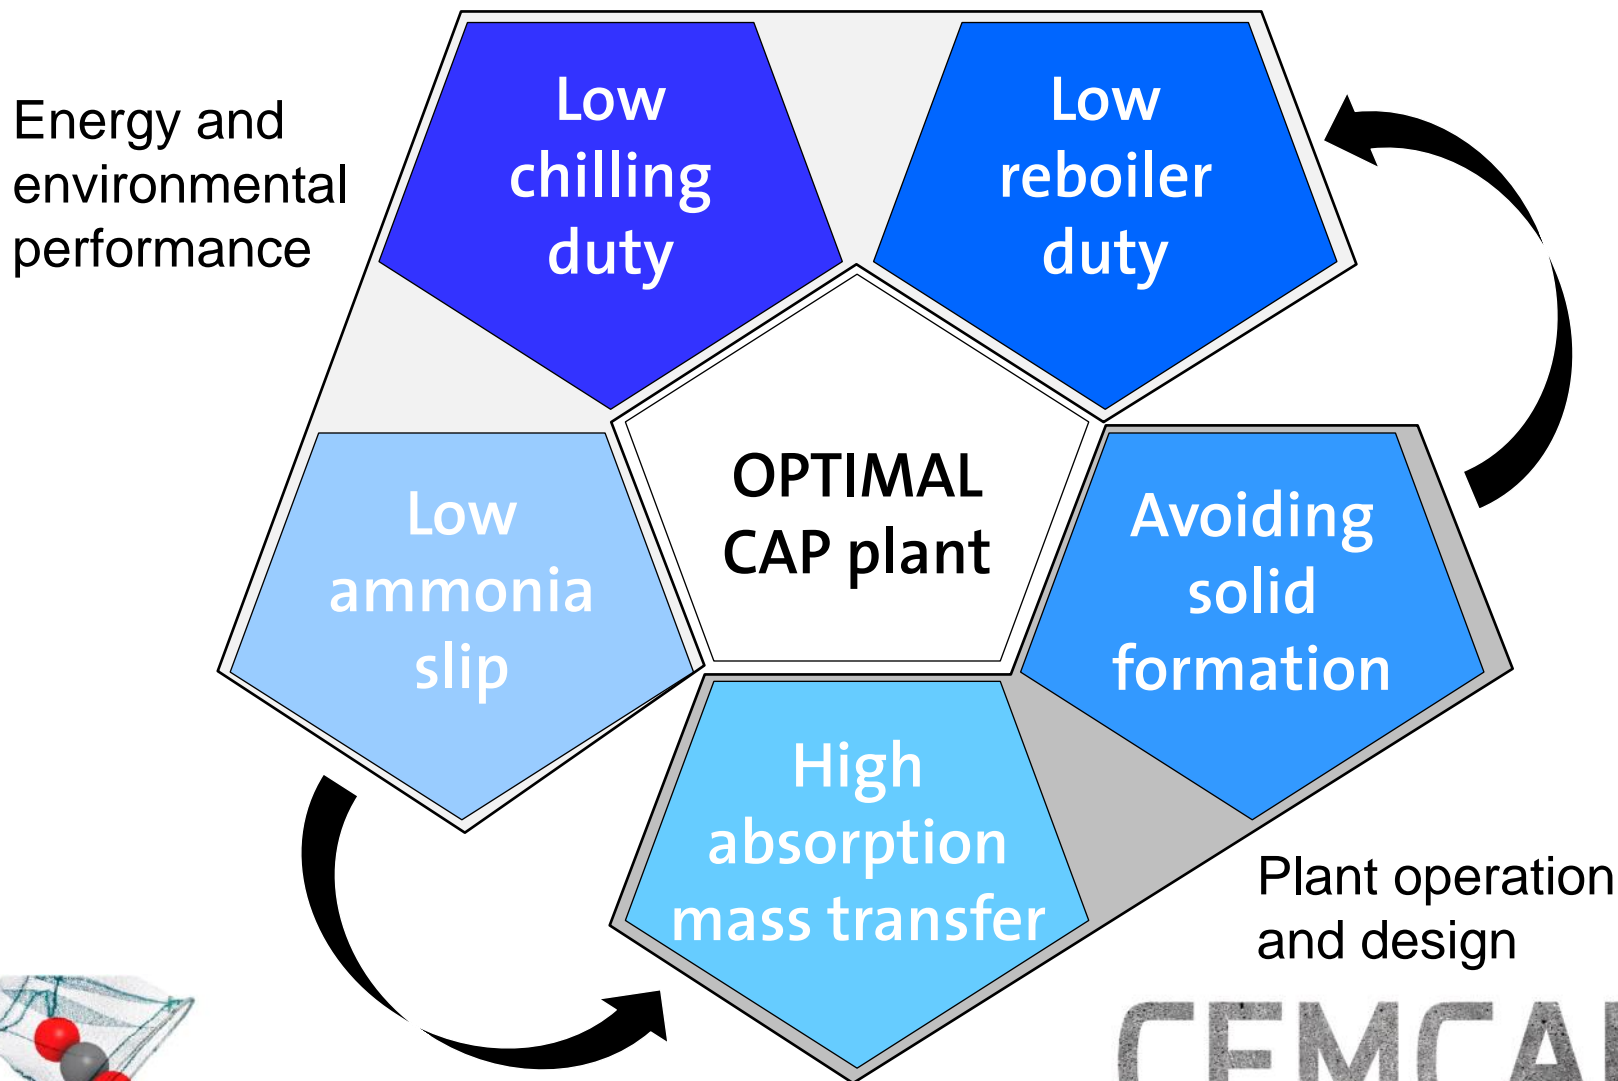 Energy and
environmental
performance
Low
chilling
duty
Low
reboiler
duty
Low
ammonia
slip
OPTIMAL
CAP plant
Avoiding
solid
formation
High
absorption
mass transfer
Plant operation
and design